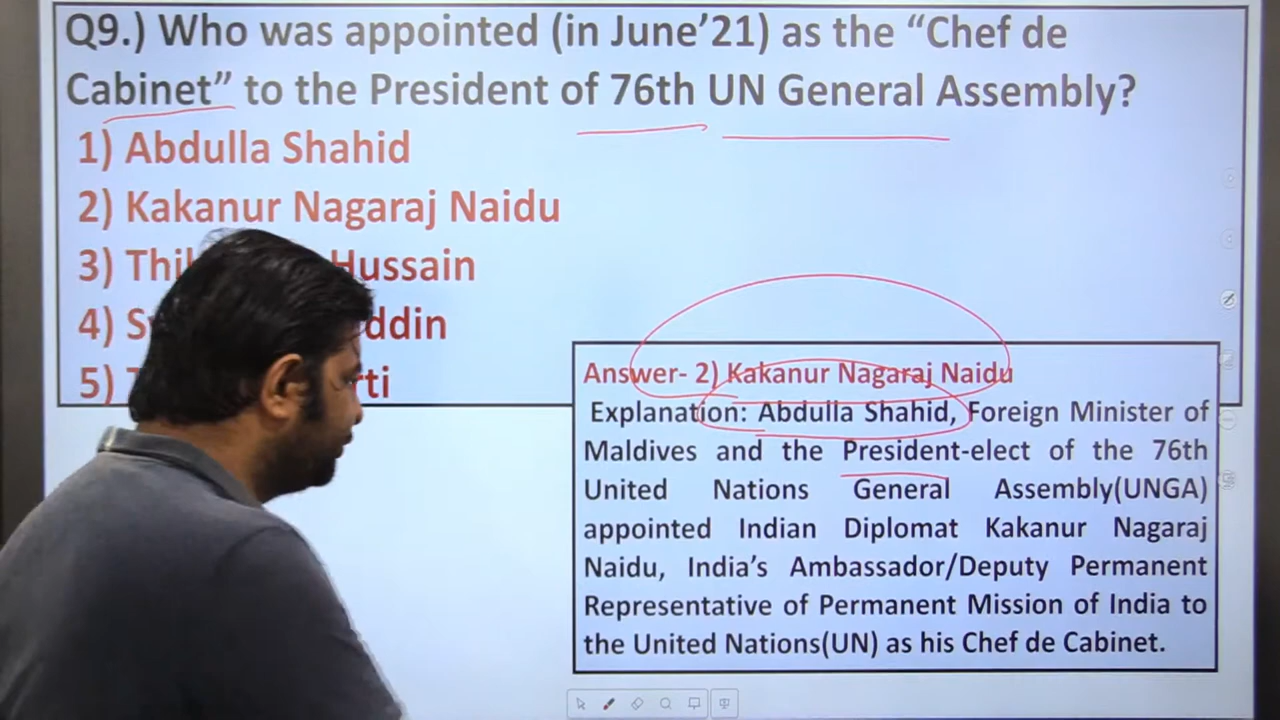 Q9.) Who was appointed (in June’21) as the “Chef de
Cabinet” to the President of 76th UN General Assembly?
1) Abdulla Shahid
2) Kakanur Nagaraj Naidu
3) Hussain
4)
5)
Answer- 2) Kakanur Nagaraj Naidu
Explanation: Abdulla Shahid, Foreign Minister of
Maldives and the President-elect of the 76th
United Nations General Assembly(UNGA)
appointed Indian Diplomat Kakanur Nagaraj
Naidu, India’s Ambassador/Deputy Permanent
Representative of Permanent Mission of India to
the United Nations(UN) as his Chef de Cabinet.